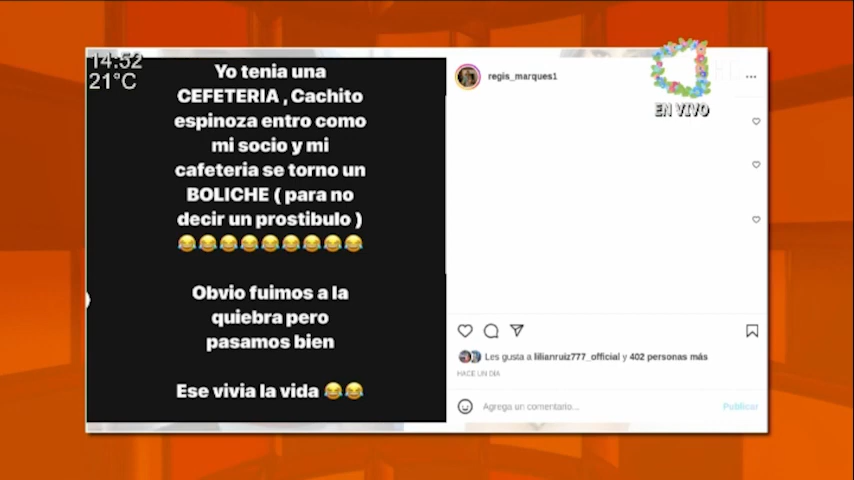 14:52
21°C
Yo tenia una
CEFETERIA , Cachito
espinoza entro como
mi socio y mi
cafeteria se torno un
BOLICHE ( para no
decir un prostibulo )
😂😂😂😂😂😂😂😂😂
Obvio fuimos a la
quiebra pero
pasamos bien
Ese vivia la vida 😂😂
regis_marques1
EN VIVO
Les gusta a lilianruiz777_official y 402 personas más
HACE UN DÍA
Agrega un comentario...
Publicar